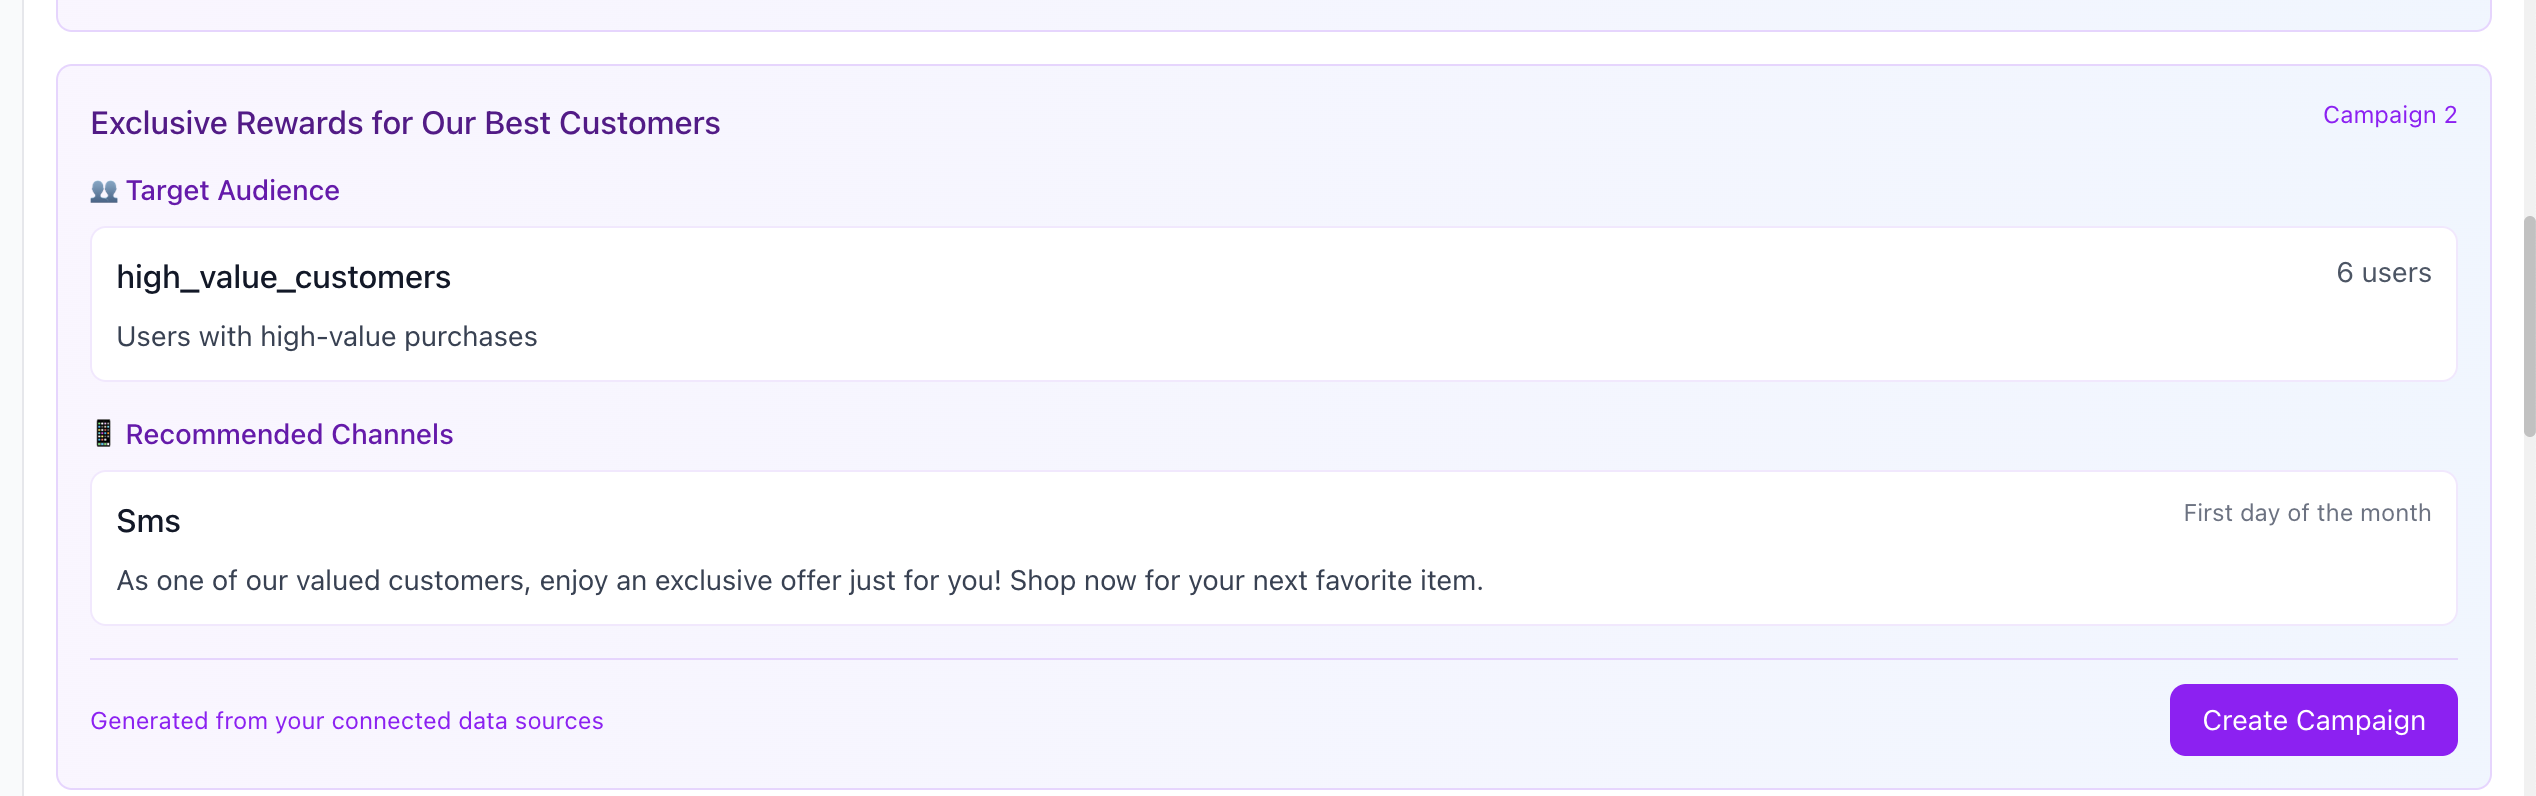 Exclusive Rewards for Our Best Customers
Campaign 2
Target Audience
high_value_customers
6 users
Users with high-value purchases
Recommended Channels
Sms
First day of the month
As one of our valued customers, enjoy an exclusive offer just for you! Shop now for your next favorite item.
Generated from your connected data sources
Create Campaign